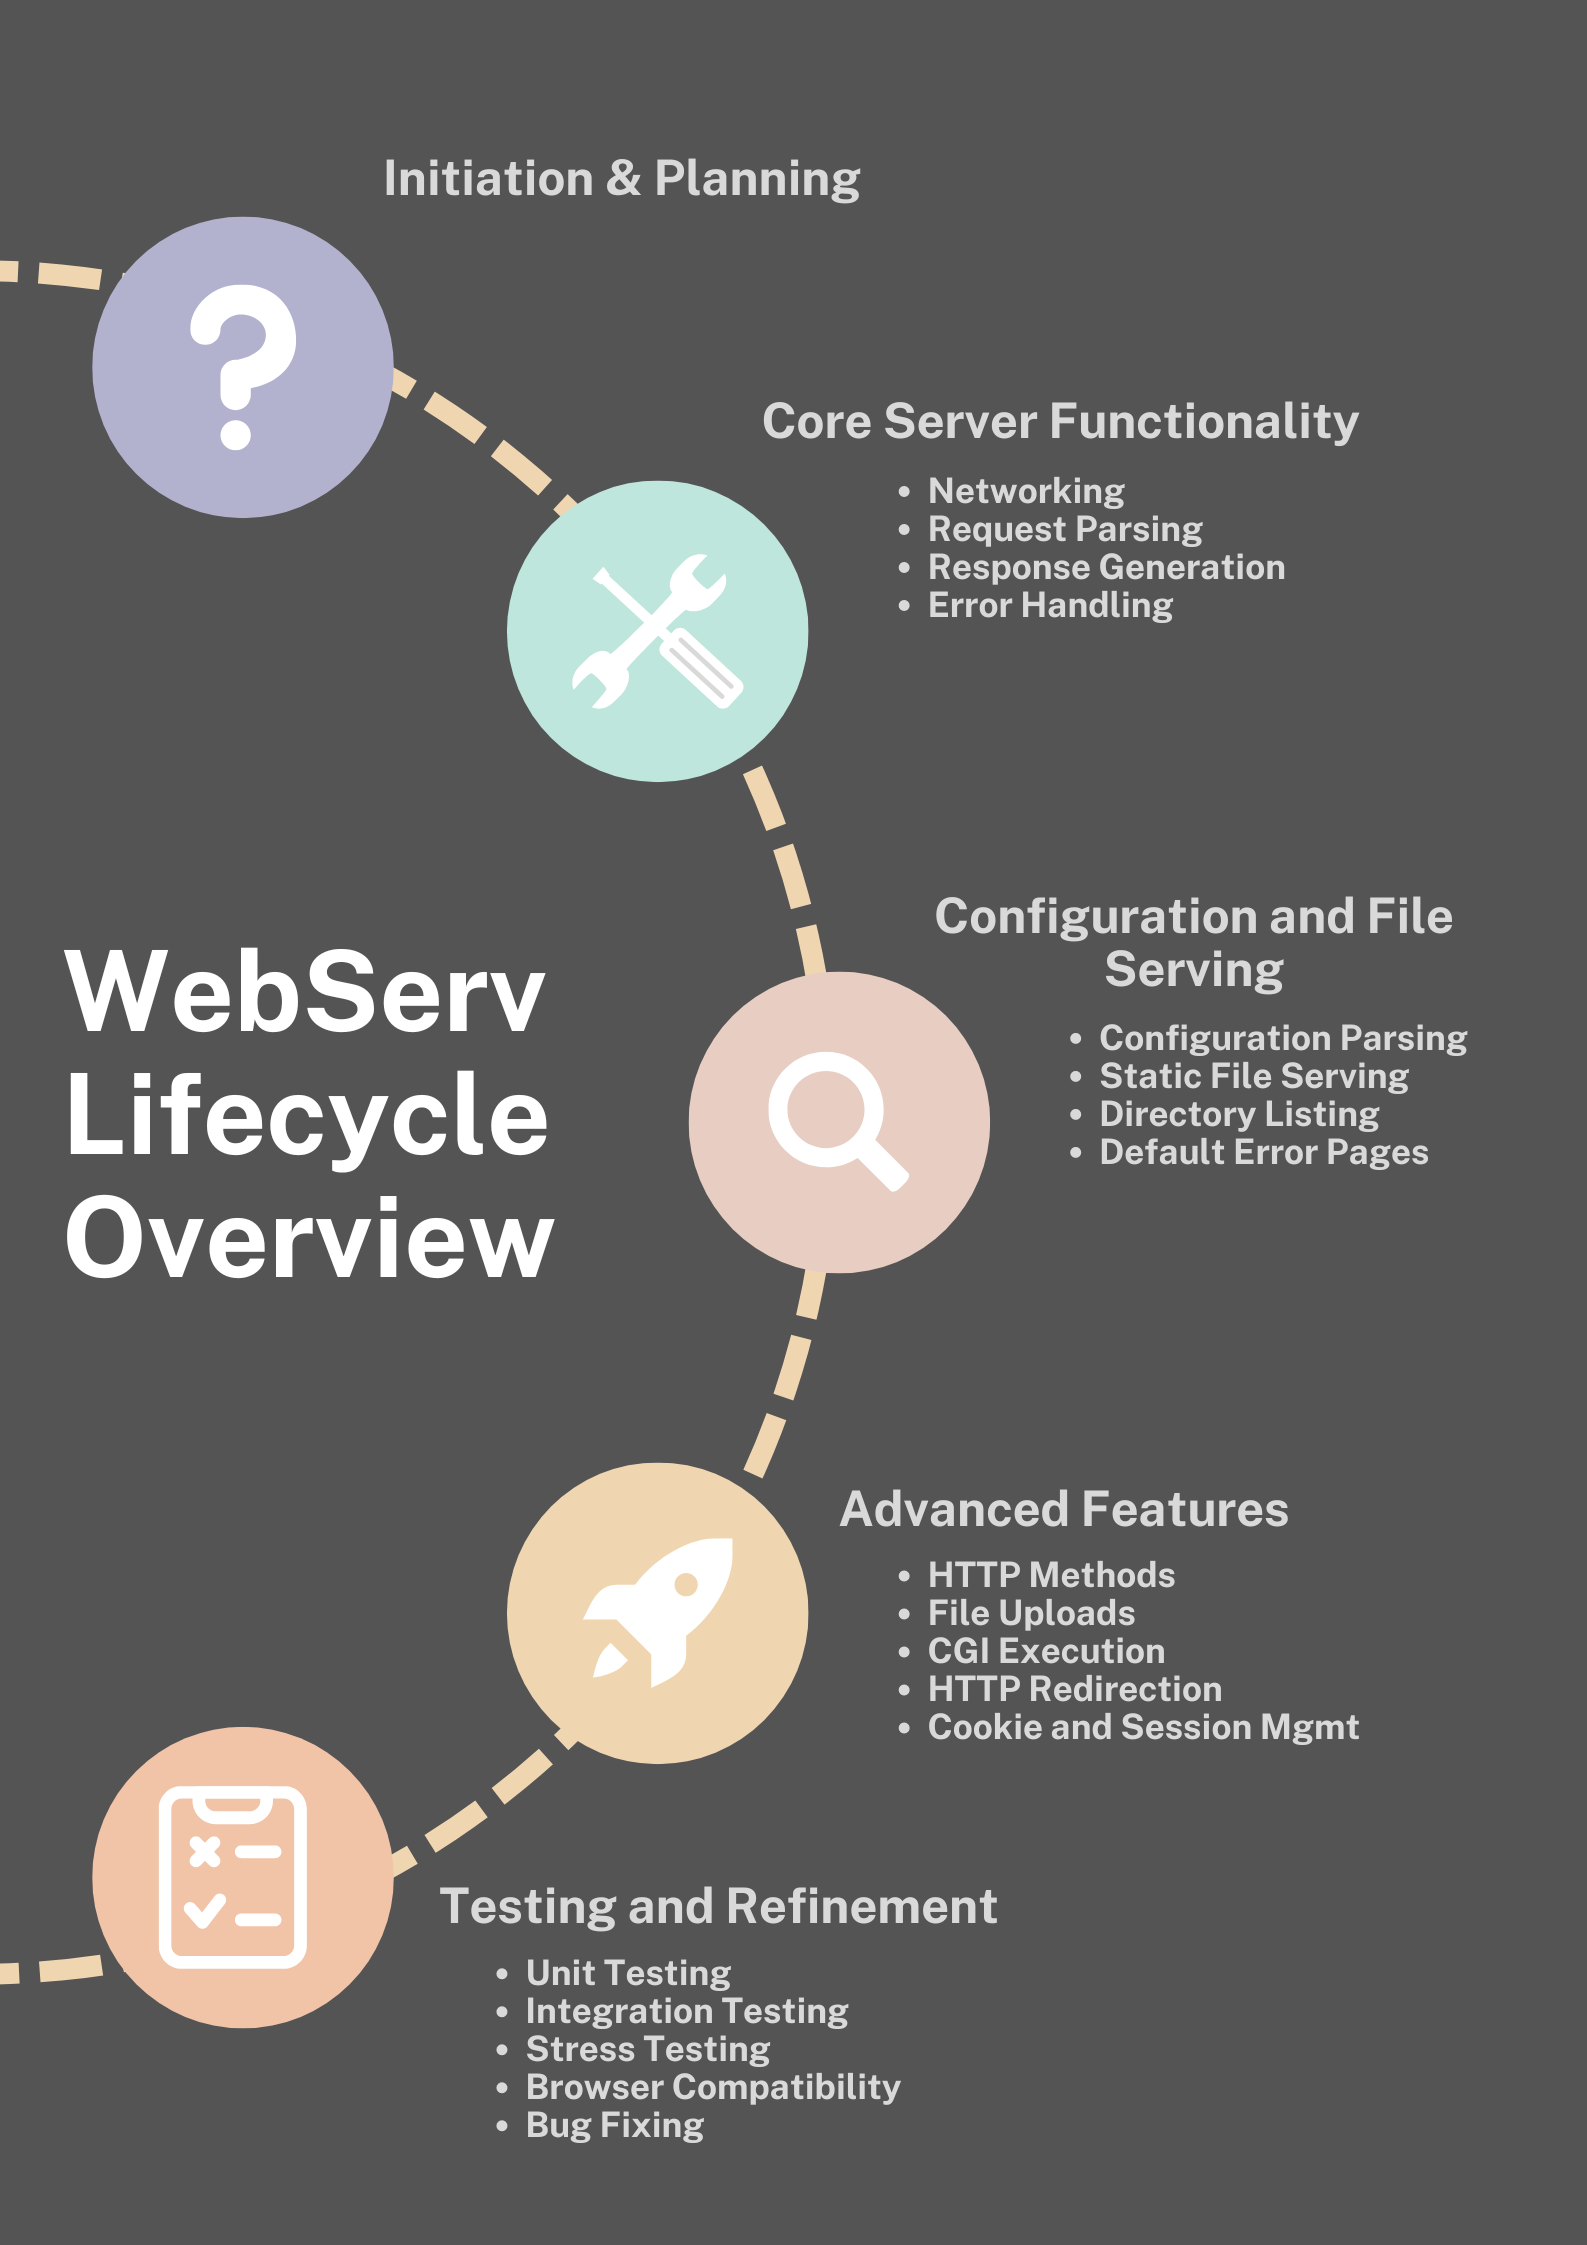 Initiation & Planning
Core Server Functionality
• Networking
• Request Parsing
• Response Generation
• Error Handling
Configuration and File
Serving
• Configuration Parsing
• Static File Serving
• Directory Listing
• Default Error Pages
WebServ
Lifecycle
Overview
Advanced Features
• HTTP Methods
• File Uploads
• CGI Execution
• HTTP Redirection
• Cookie and Session Mgmt
Testing and Refinement
• Unit Testing
• Integration Testing
• Stress Testing
• Browser Compatibility
• Bug Fixing